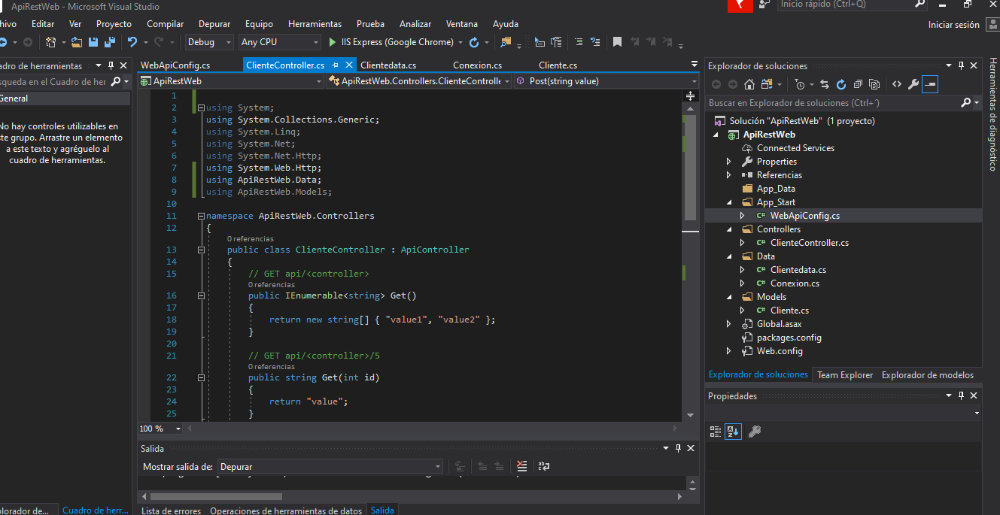 ApiRestWeb - Microsoft Visual Studio
Inicio rápido (Ctrl+Q)
hivo Editar Ver Proyecto Compilar Depurar Equipo Herramientas Prueba Analizar Ventana Ayuda
Iniciar sesión
Debug Any CPU IIS Express (Google Chrome)
adro de herramientas
squeda en el Cuadro de her
General
No hay controles utilizables en
ste grupo. Arrastre un elemento
a este texto y agréguelo al
cuadro de herramientas.
WebApiConfig.cs ClienteController.cs Clientedata.cs Conexion.cs Cliente.cs
ApiRestWeb ApiRestWeb.Controllers.ClienteControlle Post(string value)
1
2 using System;
3 using System.Collections.Generic;
4 using System.Linq;
5 using System.Net;
6 using System.Net.Http;
7 using System.Web.Http;
8 using ApiRestWeb.Data;
9 using ApiRestWeb.Models;
10
11 namespace ApiRestWeb.Controllers
12 {
0 referencias
13 public class ClienteController : ApiController
14 {
15 // GET api/<controller>
0 referencias
16 public IEnumerable<string> Get()
17 {
18 return new string[] { "value1", "value2" };
19 }
20
21 // GET api/<controller>/5
0 referencias
22 public string Get(int id)
23 {
24 return "value";
25 }
100 %
Salida
Mostrar salida de: Depurar
plorador de... Cuadro de herr... Lista de errores Operaciones de herramientas de datos Salida
Explorador de soluciones
Buscar en Explorador de soluciones (Ctrl+´)
Solución "ApiRestWeb" (1 proyecto)
ApiRestWeb
Connected Services
Properties
Referencias
App_Data
App_Start
WebApiConfig.cs
Controllers
ClienteController.cs
Data
Clientedata.cs
Conexion.cs
Models
Cliente.cs
Global.asax
packages.config
Web.config
Explorador de soluciones Team Explorer Explorador de modelos
Propiedades
Herramientas de diagnóstico